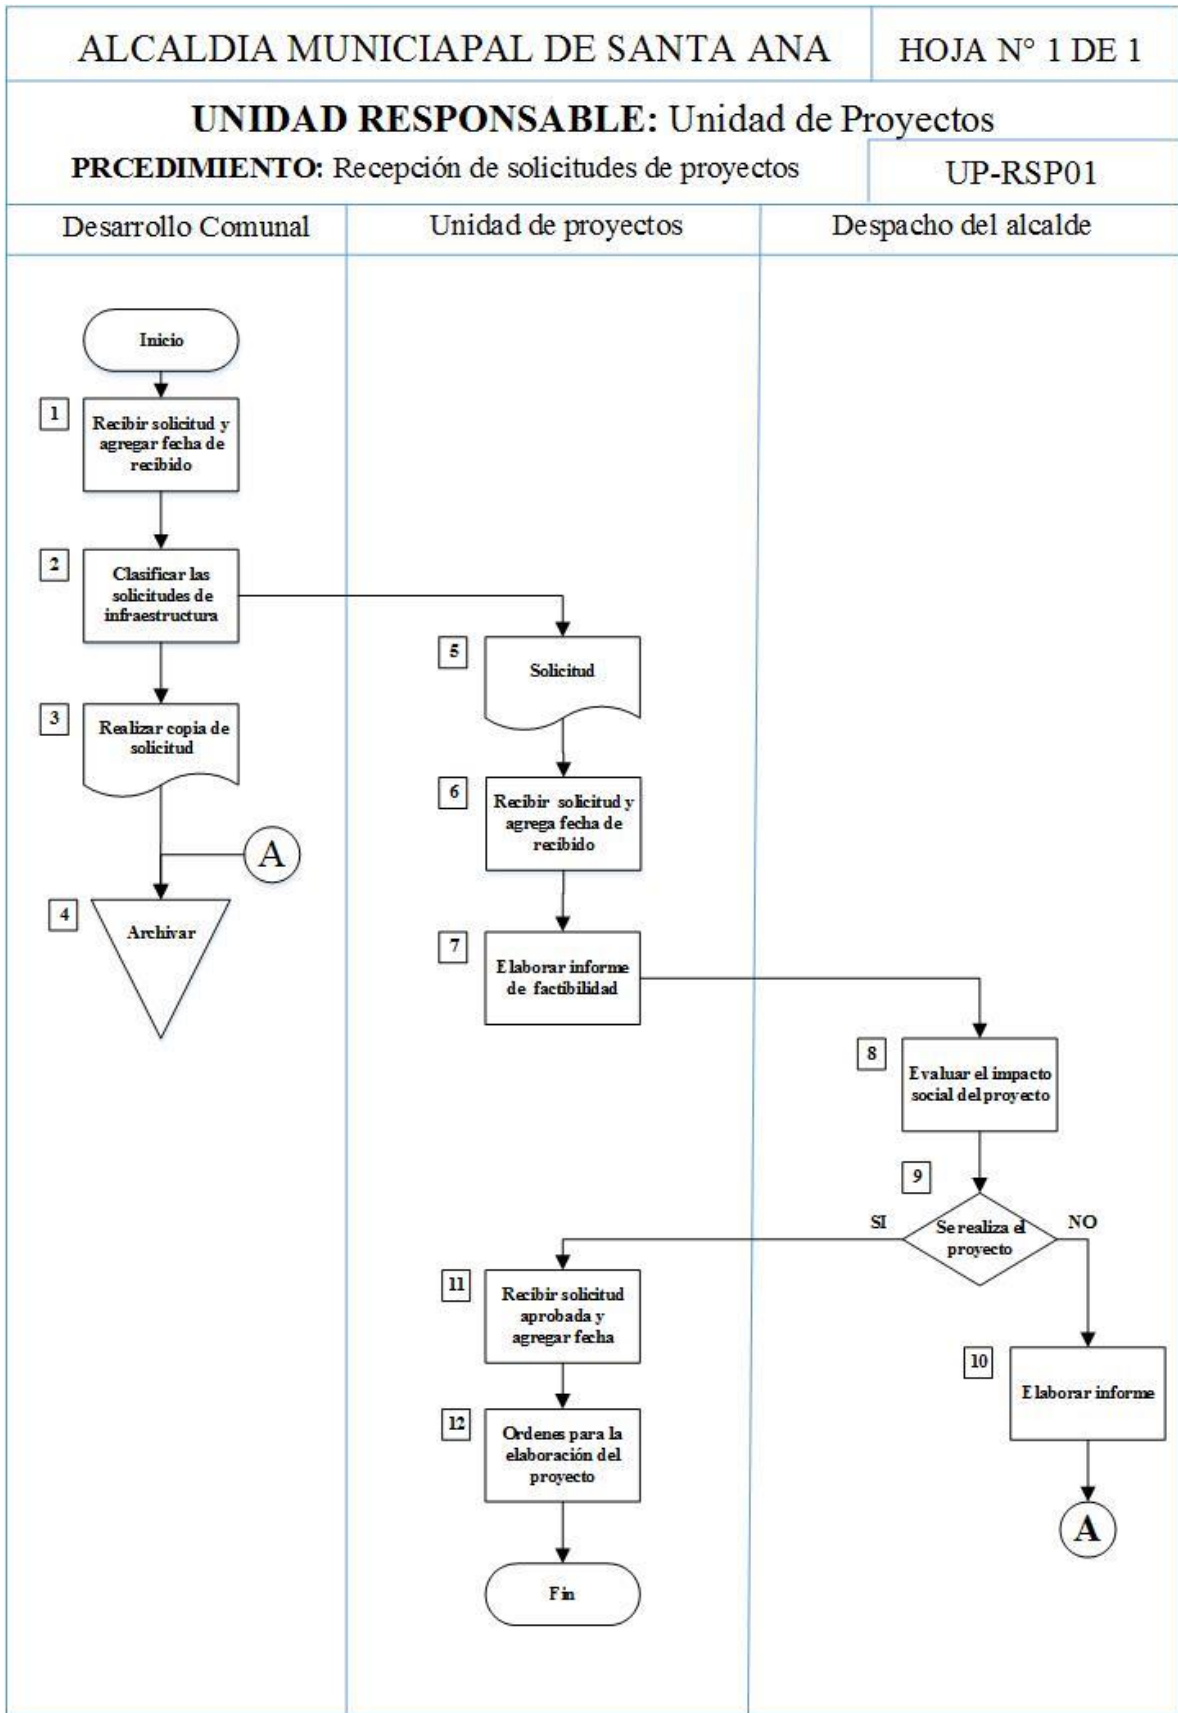 ALCALDIA MUNICIAPAL DE SANTA ANA
HOJA N° 1 DE 1
UNIDAD RESPONSABLE: Unidad de Proyectos
PRCEDIMIENTO: Recepción de solicitudes de proyectos
UP-RSP01
Desarrollo Comunal
Unidad de proyectos
Despacho del alcalde
Inicio
1
Recibir solicitud y
agregar fecha de
recibido
2
Clasificar las
solicitudes de
infraestructura
3
Realizar copia de
solicitud
A
4
Archivar
5
Solicitud
6
Recibir solicitud y
agrega fecha de
recibido
7
Elaborar informe
de factibilidad
8
Evaluar el impacto
social del proyecto
9
Se realiza el
proyecto
SI
NO
10
Elaborar informe
A
11
Recibir solicitud
aprobada y
agregar fecha
12
Ordenes para la
elaboración del
proyecto
Fin